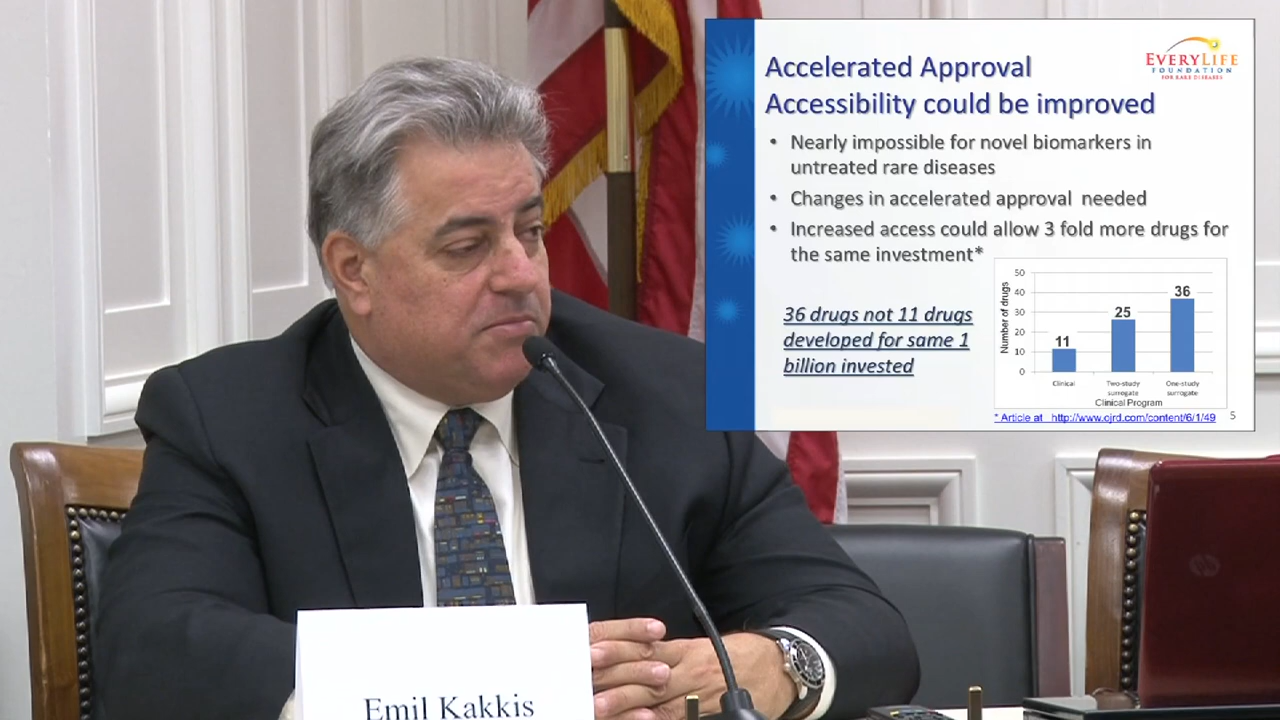 Accelerated Approval
Accessibility could be improved
EVERYLIFE
FOUNDATION
FOR RARE DISEASES
• Nearly impossible for novel biomarkers in
untreated rare diseases
• Changes in accelerated approval needed
• Increased access could allow 3 fold more drugs for
the same investment*
36 drugs not 11 drugs
developed for same 1
billion invested
Number of drugs
50
40
30
20
10
0
11
25
36
Clinical
Two-study
surrogate
One-study
surrogate
Clinical Program
* Article at http://www.ojrd.com/content/6/1/49
5
Emil Kakkis
hp